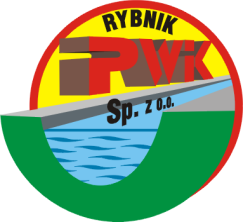 RYBNIK
PWiK
Sp. z o.o.